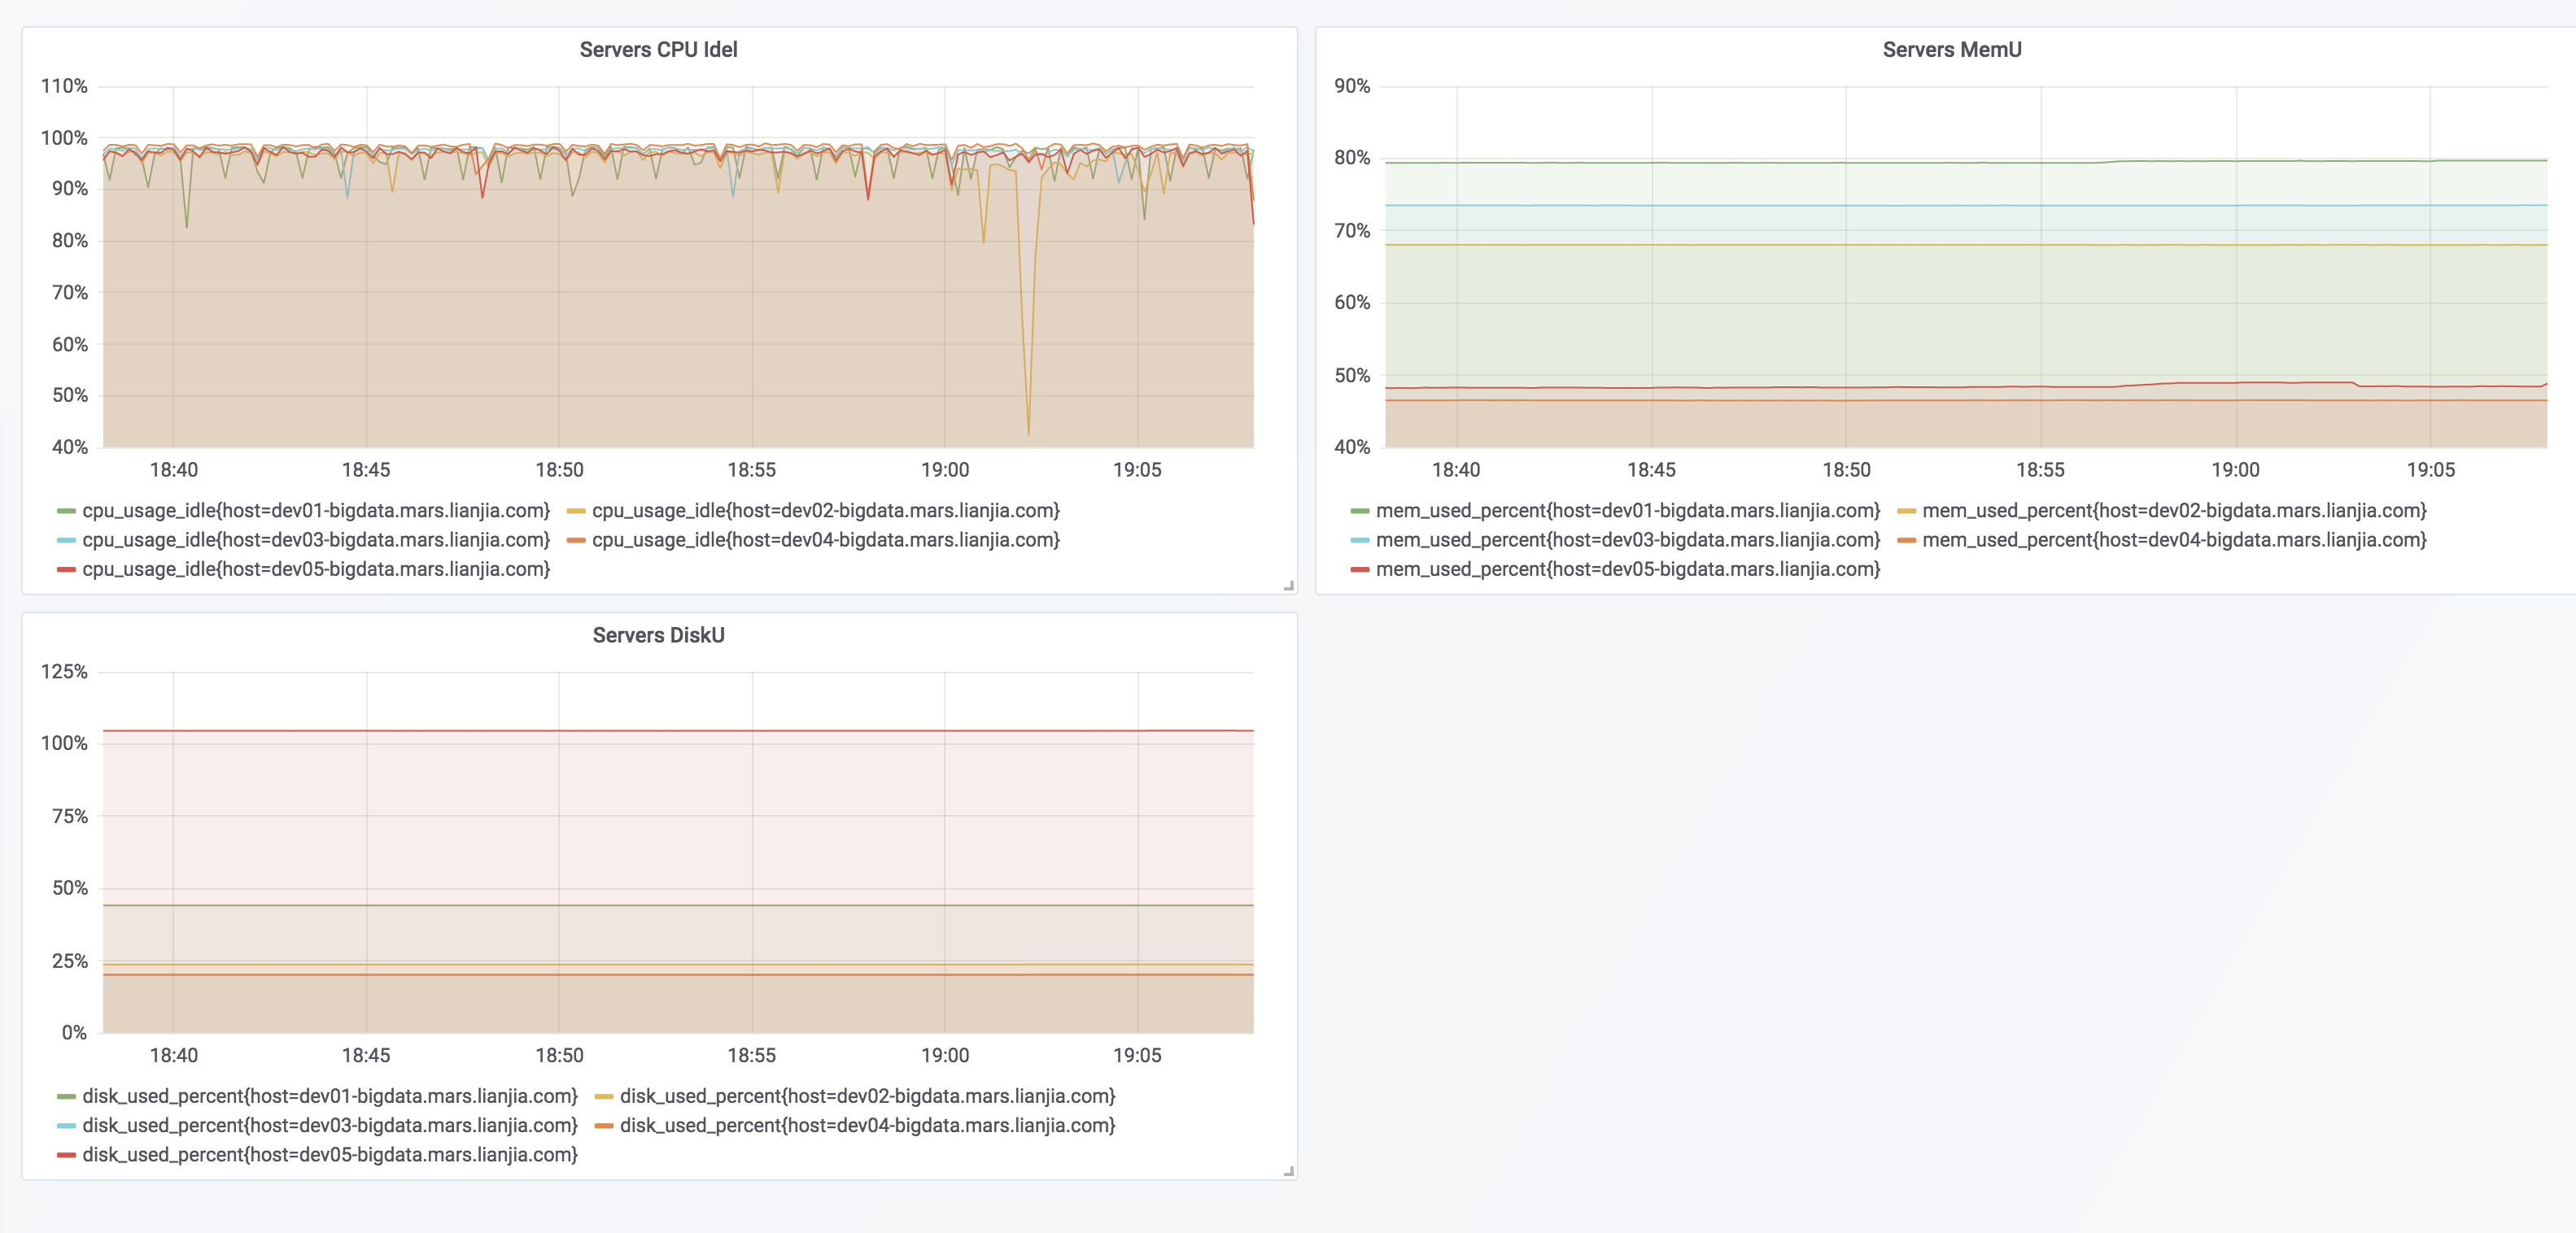 Servers CPU Idel
110%
100%
90%
80%
70%
60%
50%
40%
18:40 18:45 18:50 18:55 19:00 19:05
cpu_usage_idle{host=dev01-bigdata.mars.lianjia.com} cpu_usage_idle{host=dev02-bigdata.mars.lianjia.com}
cpu_usage_idle{host=dev03-bigdata.mars.lianjia.com} cpu_usage_idle{host=dev04-bigdata.mars.lianjia.com}
cpu_usage_idle{host=dev05-bigdata.mars.lianjia.com}
Servers MemU
90%
80%
70%
60%
50%
40%
18:40 18:45 18:50 18:55 19:00 19:05
mem_used_percent{host=dev01-bigdata.mars.lianjia.com} mem_used_percent{host=dev02-bigdata.mars.lianjia.com}
mem_used_percent{host=dev03-bigdata.mars.lianjia.com} mem_used_percent{host=dev04-bigdata.mars.lianjia.com}
mem_used_percent{host=dev05-bigdata.mars.lianjia.com}
Servers DiskU
125%
100%
75%
50%
25%
0%
18:40 18:45 18:50 18:55 19:00 19:05
disk_used_percent{host=dev01-bigdata.mars.lianjia.com} disk_used_percent{host=dev02-bigdata.mars.lianjia.com}
disk_used_percent{host=dev03-bigdata.mars.lianjia.com} disk_used_percent{host=dev04-bigdata.mars.lianjia.com}
disk_used_percent{host=dev05-bigdata.mars.lianjia.com}